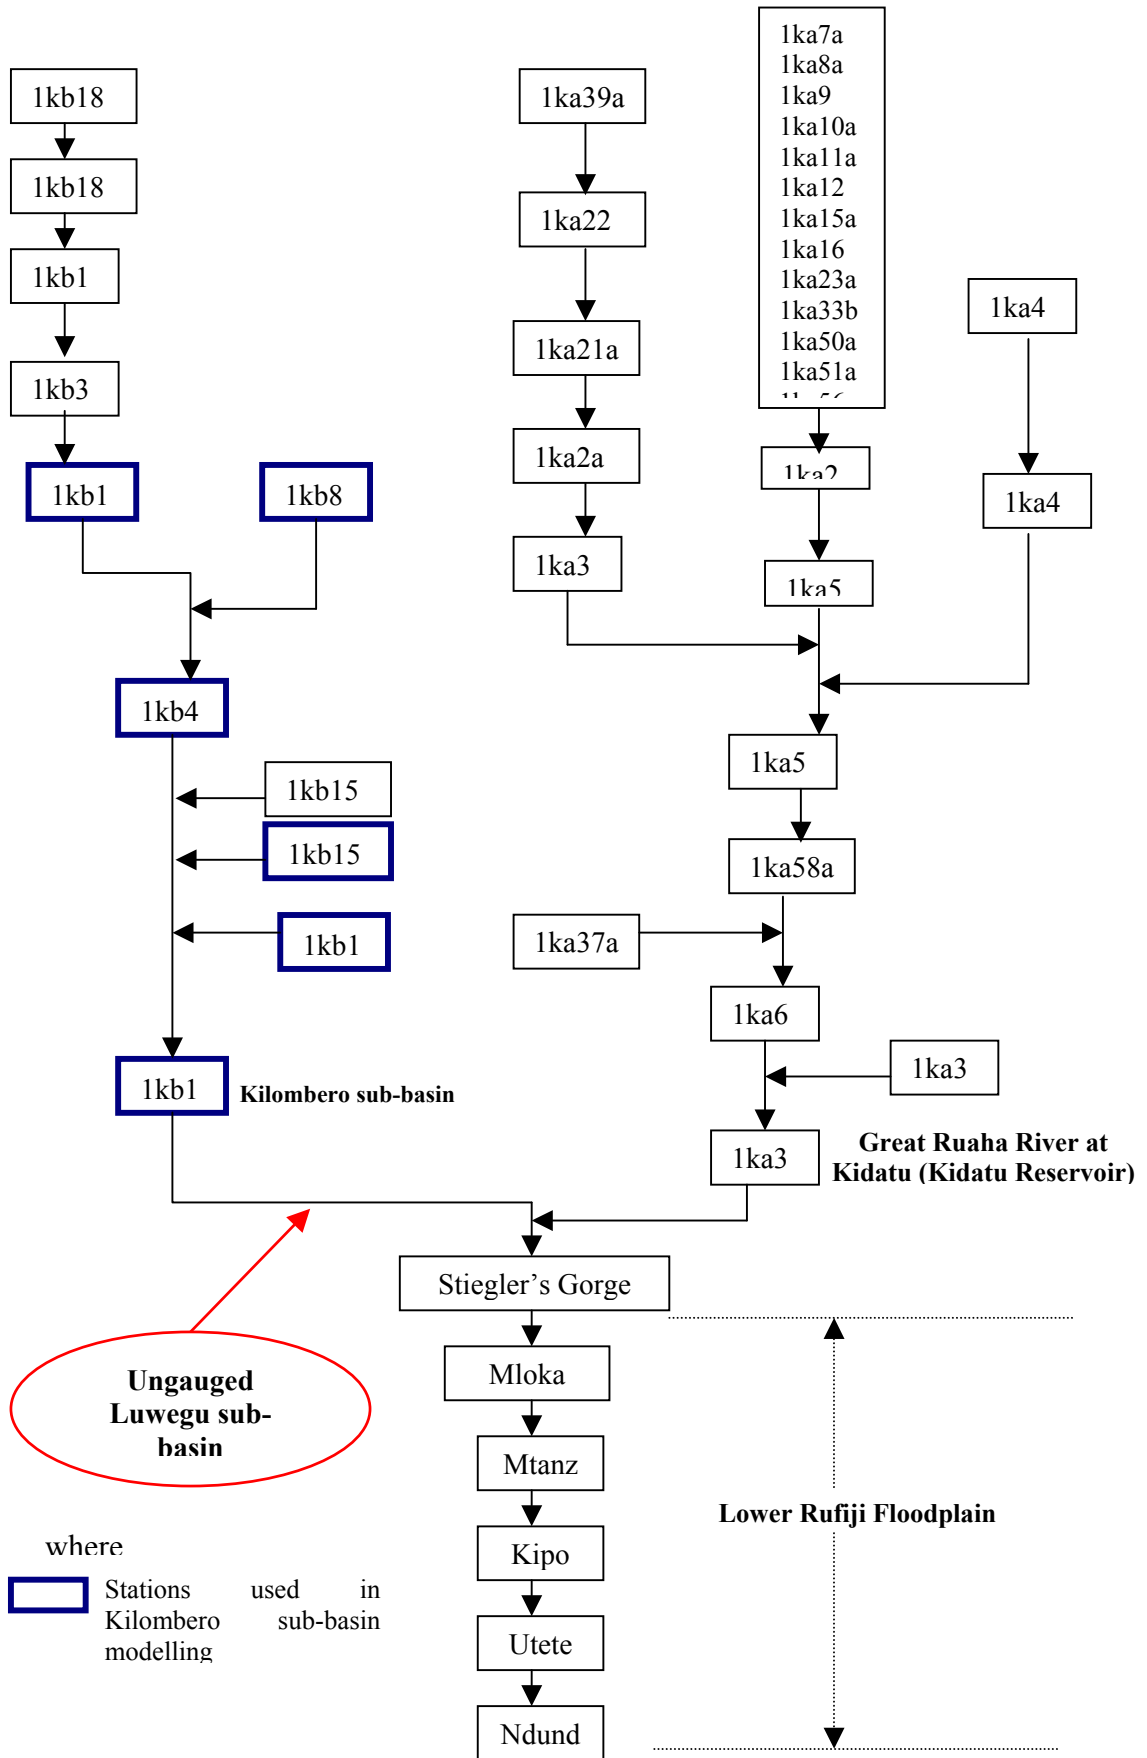 1kb18
1kb18
1kb1
1kb3
1kb1
1kb8
1kb4
1kb15
1kb15
1kb1
1kb1
Kilombero sub-basin
1ka39a
1ka22
1ka21a
1ka2a
1ka3
1ka7a
1ka8a
1ka9
1ka10a
1ka11a
1ka12
1ka15a
1ka16
1ka23a
1ka33b
1ka50a
1ka51a
1ka2
1ka5
1ka4
1ka4
1ka5
1ka58a
1ka37a
1ka6
1ka3
1ka3
Great Ruaha River at
Kidatu (Kidatu Reservoir)
Stiegler’s Gorge
Mloka
Mtanz
Kipo
Utete
Ndund
Lower Rufiji Floodplain
Ungauged
Luwegu sub-
basin
where
Stations used in
Kilombero sub-basin
modelling